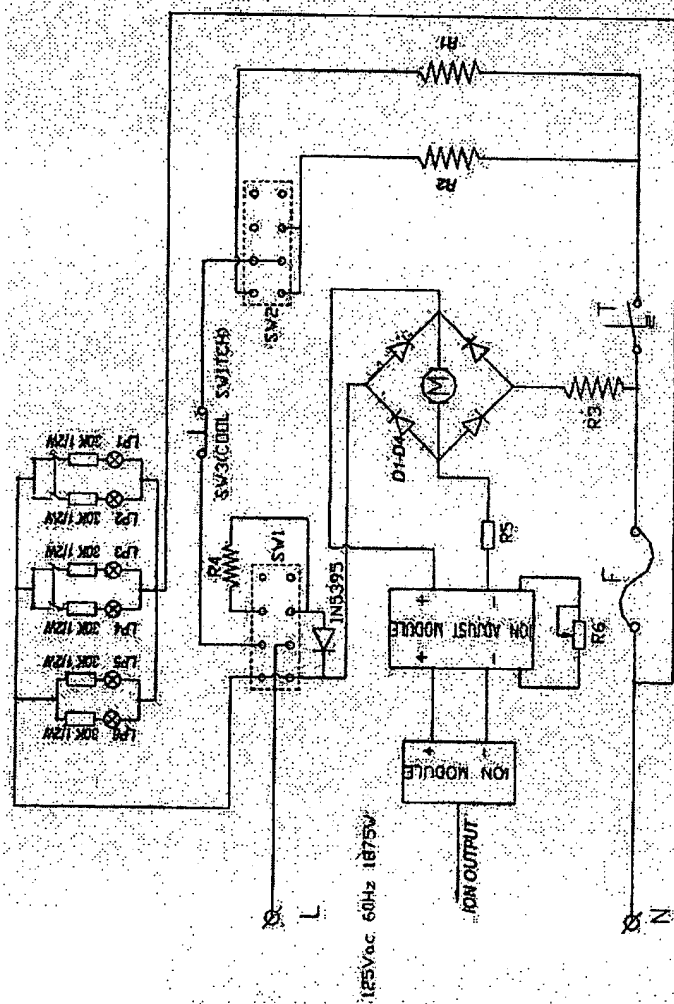 R1
R2
SW2
SW3(COOL SWITCH)
LP1 30K 1/2W
LP2 30K 1/2W
LP3 30K 1/2W
LP4 30K 1/2W
LP5 30K 1/2W
LP6 30K 1/2W
R4
SW1
1N5395
D1-D4
M
T
R3
R5
F
+
-
ION ADJUST MODULE
+
-
R6
+
-
ION MODULE
ION OUTPUT
L
125Vac 60Hz 1875W
N